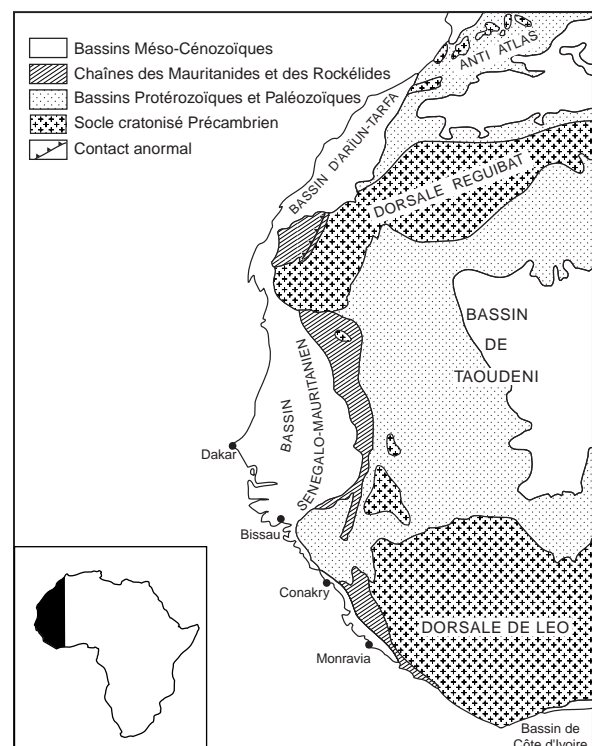 Bassins Méso-Cénozoïques
Chaînes des Mauritanides et des Rockélides
Bassins Protérozoïques et Paléozoïques
Socle cratonisé Précambrien
Contact anormal
ANTI ATLAS
BASSIN D'ARÏUN-TARFA
DORSALE REGUIBAT
BASSIN
DE
TAOUDENI
BASSIN
SENEGALO-MAURITANIEN
Dakar
Bissau
Conakry
DORSALE DE LEO
Monravia
Bassin de
Côte d'Ivoire